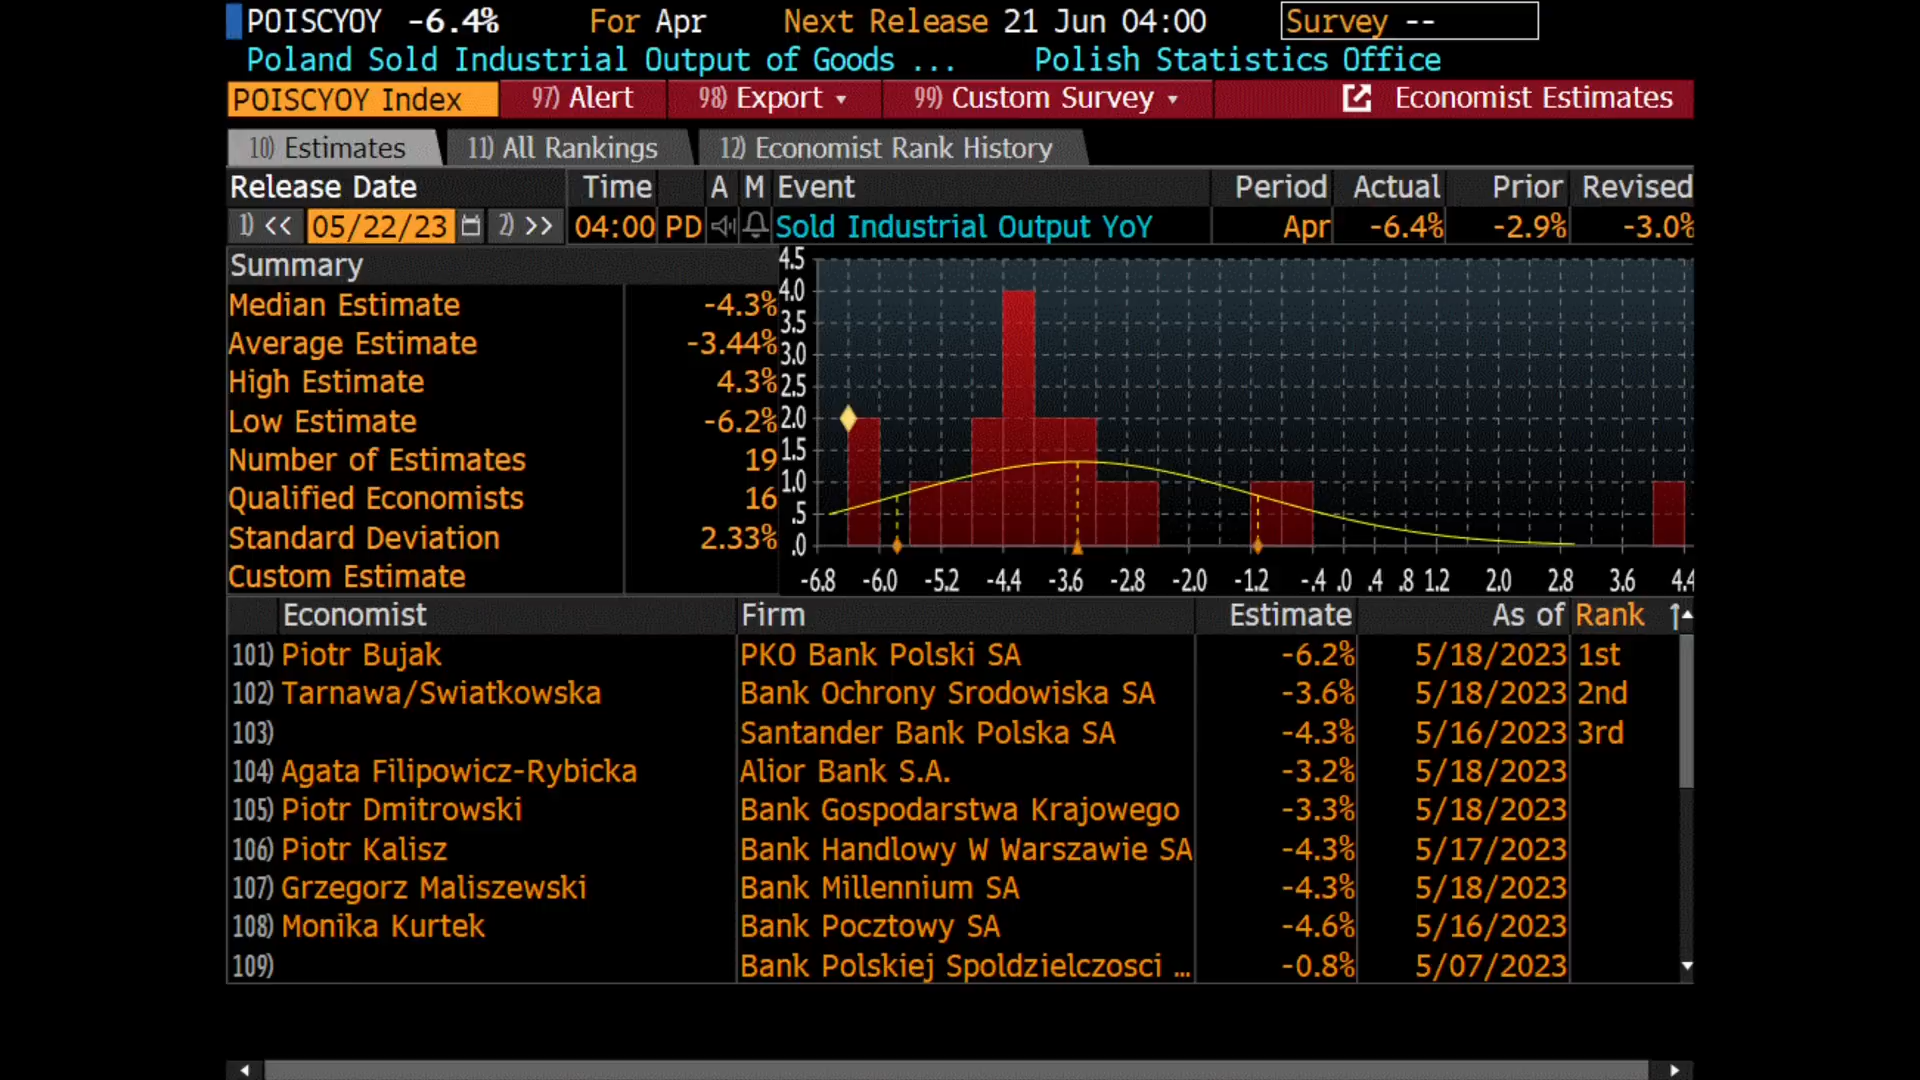 POISCYOY -6.4% For Apr Next Release 21 Jun 04:00 Survey --
Poland Sold Industrial Output of Goods ... Polish Statistics Office
POISCYOY Index 97) Alert 98) Export 99) Custom Survey Economist Estimates
10) Estimates 11) All Rankings 12) Economist Rank History
Release Date Time A M Event Period Actual Prior Revised
1) << 05/22/23 2) >> 04:00 PD Sold Industrial Output YoY Apr -6.4% -2.9% -3.0%
Summary
Median Estimate -4.3%
Average Estimate -3.44%
High Estimate 4.3%
Low Estimate -6.2%
Number of Estimates 19
Qualified Economists 16
Standard Deviation 2.33%
Custom Estimate
4.5
4.0
3.5
3.0
2.5
2.0
1.5
1.0
.5
.0
-6.8 -6.0 -5.2 -4.4 -3.6 -2.8 -2.0 -1.2 -.4 .0 .4 .8 1.2 2.0 2.8 3.6 4.4
Economist Firm Estimate As of Rank
101) Piotr Bujak PKO Bank Polski SA -6.2% 5/18/2023 1st
102) Tarnawa/Swiatkowska Bank Ochrony Srodowiska SA -3.6% 5/18/2023 2nd
103) Santander Bank Polska SA -4.3% 5/16/2023 3rd
104) Agata Filipowicz-Rybicka Alior Bank S.A. -3.2% 5/18/2023
105) Piotr Dmitrowski Bank Gospodarstwa Krajowego -3.3% 5/18/2023
106) Piotr Kalisz Bank Handlowy W Warszawie SA -4.3% 5/17/2023
107) Grzegorz Maliszewski Bank Millennium SA -4.3% 5/18/2023
108) Monika Kurtek Bank Pocztowy SA -4.6% 5/16/2023
109) Bank Polskiej Spoldzielczosci ... -0.8% 5/07/2023